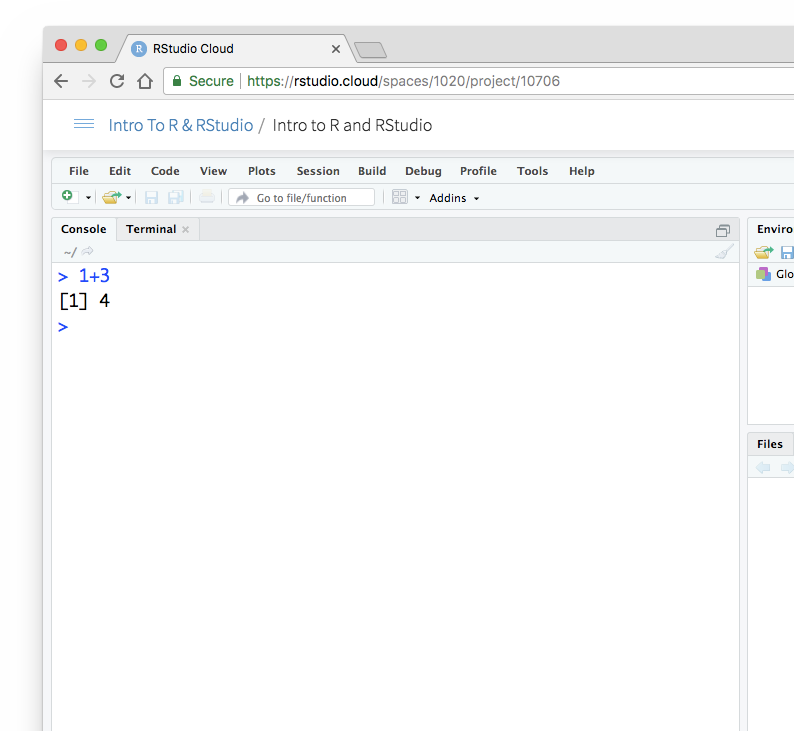 R RStudio Cloud
Secure https://rstudio.cloud/spaces/1020/project/10706
Intro To R & RStudio / Intro to R and RStudio
File Edit Code View Plots Session Build Debug Profile Tools Help
Go to file/function Addins
Console Terminal
~/
> 1+3
[1] 4
>
Enviro
Glo
Files